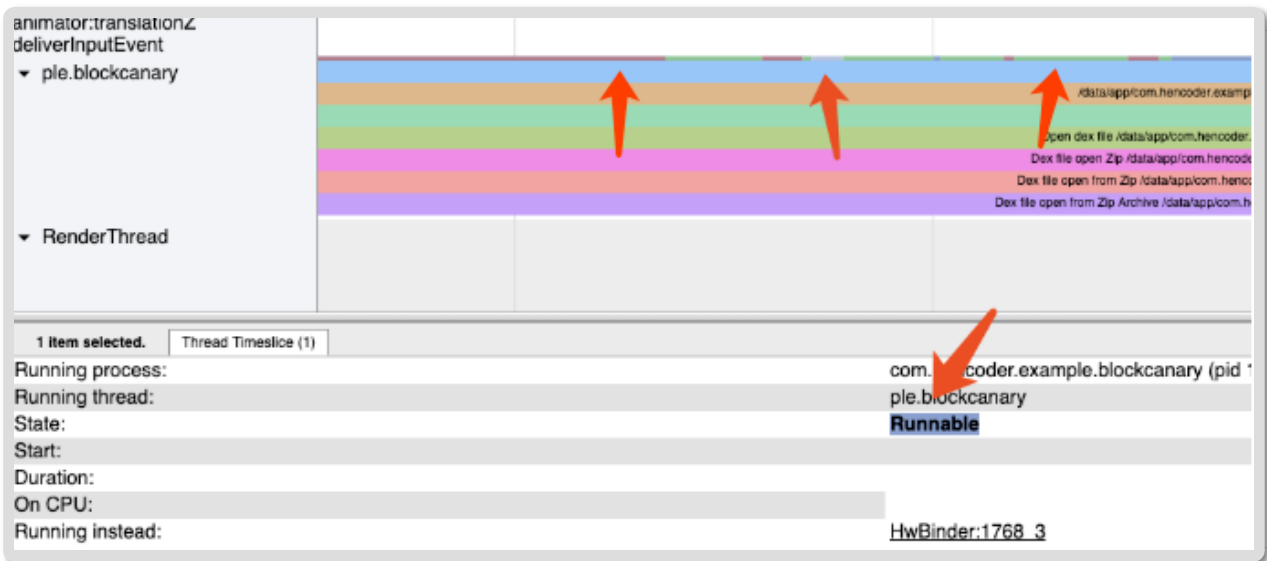 animator:translationZ
deliverInputEvent
ple.blockcanary
/data/app/com.hencoder.examp
Open dex file /data/app/com.hencoder.
Dex file open Zip /data/app/com.hencode
Dex file open from Zip /data/app/com.henc
Dex file open from Zip Archive /data/app/com.h
RenderThread
1 item selected. Thread Timeslice (1)
Running process: com. coder.example.blockcanary (pid 1
Running thread: ple.blockcanary
State: Runnable
Start:
Duration:
On CPU:
Running instead: HwBinder:1768_3